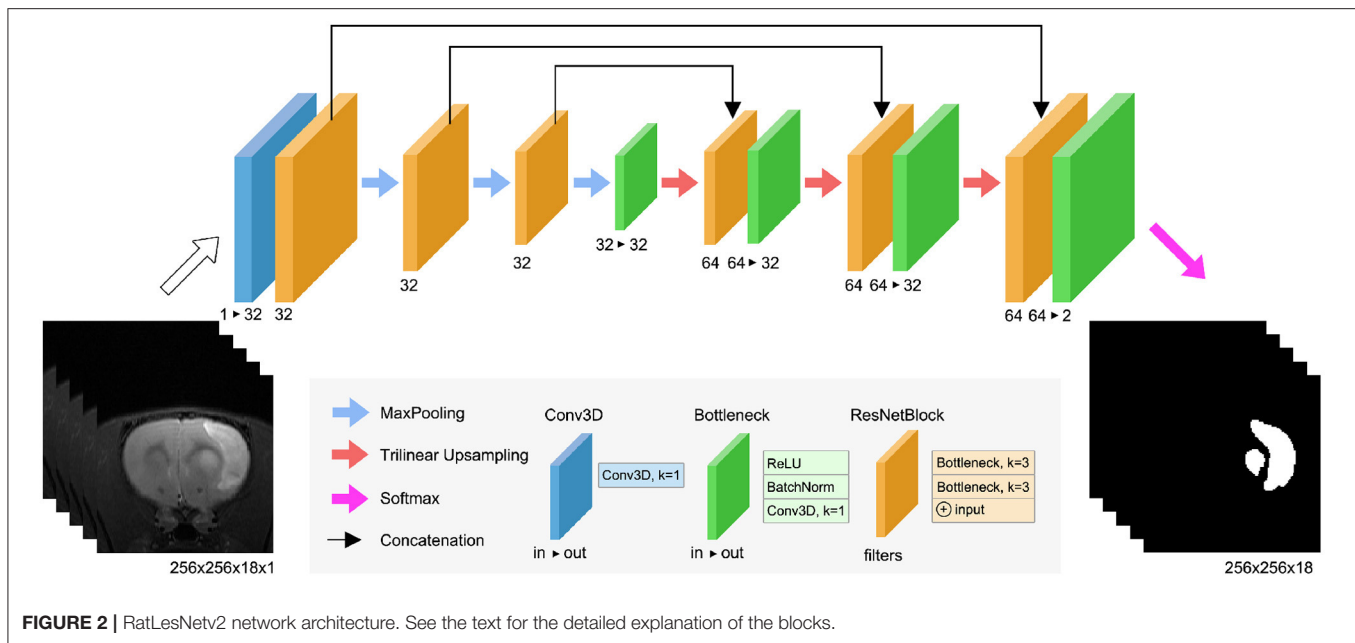 1 ▸ 32
32
32
32
32 ▸ 32
64
64 ▸ 32
64
64 ▸ 32
64
64 ▸ 2
256x256x18x1
MaxPooling
Trilinear Upsampling
Softmax
Concatenation
Conv3D
Conv3D, k=1
in ▸ out
Bottleneck
ReLU
BatchNorm
Conv3D, k=1
in ▸ out
ResNetBlock
Bottleneck, k=3
Bottleneck, k=3
⊕ input
filters
256x256x18
FIGURE 2 | RatLesNetv2 network architecture. See the text for the detailed explanation of the blocks.